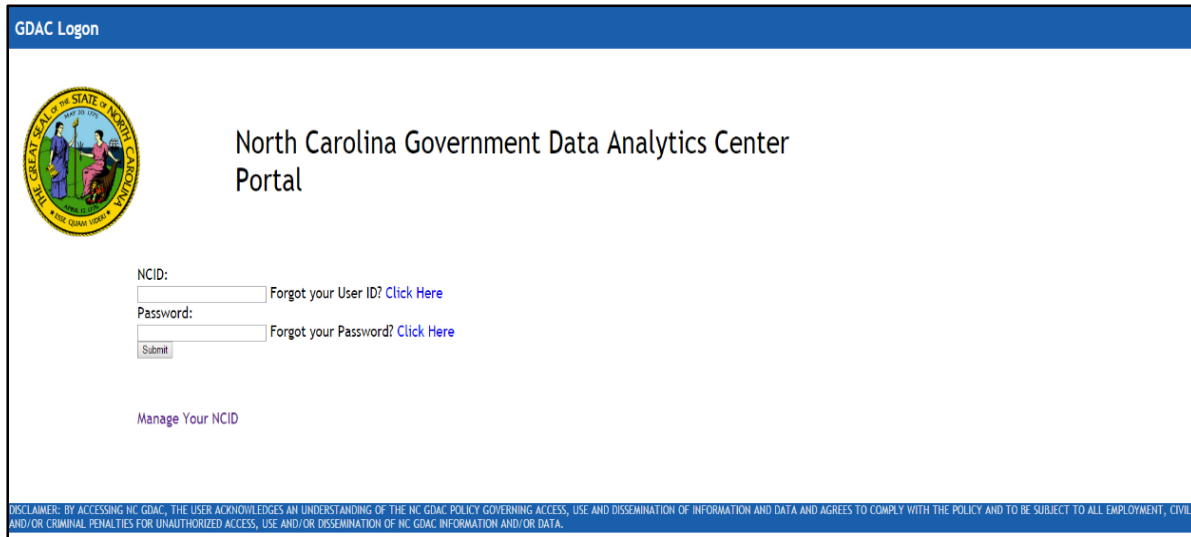 GDAC Logon
THE GREAT SEAL OF THE STATE OF NORTH CAROLINA
MAY 20, 1775
APRIL 12, 1776
ESSE QUAM VIDERI
North Carolina Government Data Analytics Center
Portal
NCID:
Forgot your User ID? Click Here
Password:
Forgot your Password? Click Here
Submit
Manage Your NCID
DISCLAIMER: BY ACCESSING NC GDAC, THE USER ACKNOWLEDGES AN UNDERSTANDING OF THE NC GDAC POLICY GOVERNING ACCESS, USE AND DISSEMINATION OF INFORMATION AND DATA AND AGREES TO COMPLY WITH THE POLICY AND TO BE SUBJECT TO ALL EMPLOYMENT, CIVIL
AND/OR CRIMINAL PENALTIES FOR UNAUTHORIZED ACCESS, USE AND/OR DISSEMINATION OF NC GDAC INFORMATION AND/OR DATA.